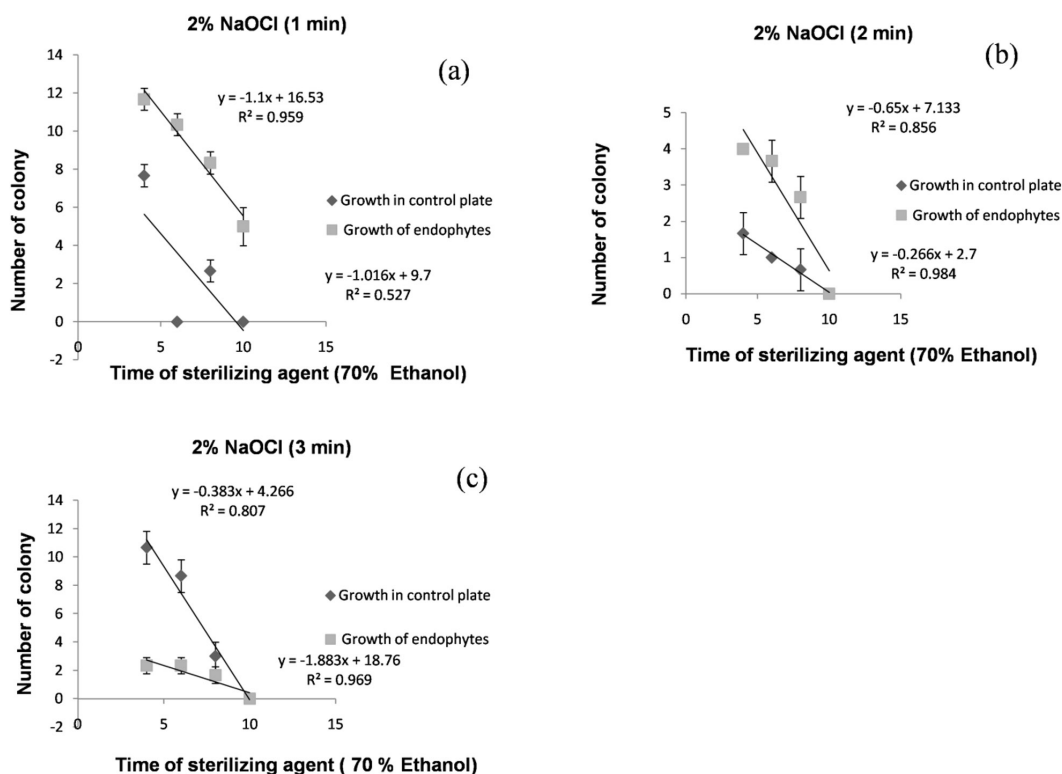 2% NaOCl (1 min)
(a)
14
12
10
8
6
4
2
0
-2
0
5
10
15
y = -1.1x + 16.53
R² = 0.959
Growth in control plate
Growth of endophytes
y = -1.016x + 9.7
R² = 0.527
Number of colony
Time of sterilizing agent (70% Ethanol)
2% NaOCl (2 min)
(b)
5
4
3
2
1
0
0
5
10
15
y = -0.65x + 7.133
R² = 0.856
Growth in control plate
Growth of endophytes
y = -0.266x + 2.7
R² = 0.984
Number of colony
Time of sterilizing agent (70% Ethanol)
2% NaOCl (3 min)
(c)
14
12
10
8
6
4
2
0
-2
0
5
10
15
y = -0.383x + 4.266
R² = 0.807
Growth in control plate
Growth of endophytes
y = -1.883x + 18.76
R² = 0.969
Number of colony
Time of sterilizing agent ( 70 % Ethanol)